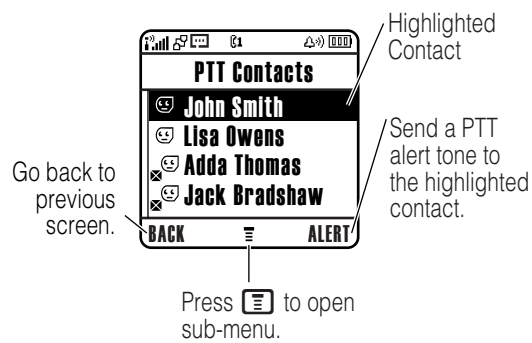 Highlighted
Contact
1
PTT Contacts
John Smith
Lisa Owens
Adda Thomas
Jack Bradshaw
BACK
ALERT
Go back to
previous
screen.
Send a PTT
alert tone to
the highlighted
contact.
Press to open
sub-menu.